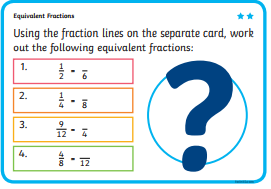 Equivalent Fractions
Using the fraction lines on the separate card, work
out the following equivalent fractions:
1. 1/2 = /6
2. 1/4 = /8
3. 9/12 = /4
4. 4/8 = /12